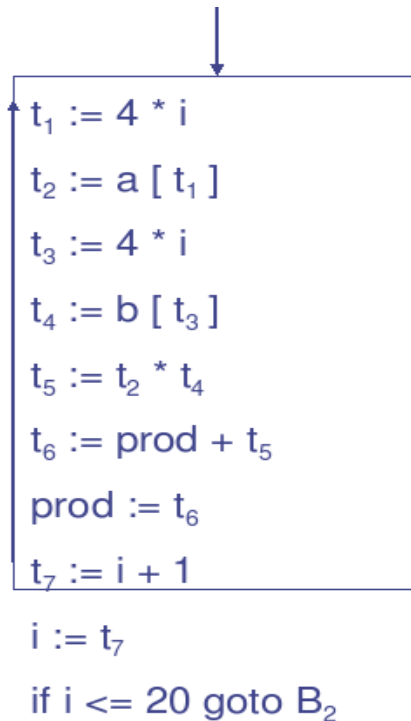 t₁ := 4 * i
t₂ := a [ t₁ ]
t₃ := 4 * i
t₄ := b [ t₃ ]
t₅ := t₂ * t₄
t₆ := prod + t₅
prod := t₆
t₇ := i + 1
i := t₇
if i <= 20 goto B₂